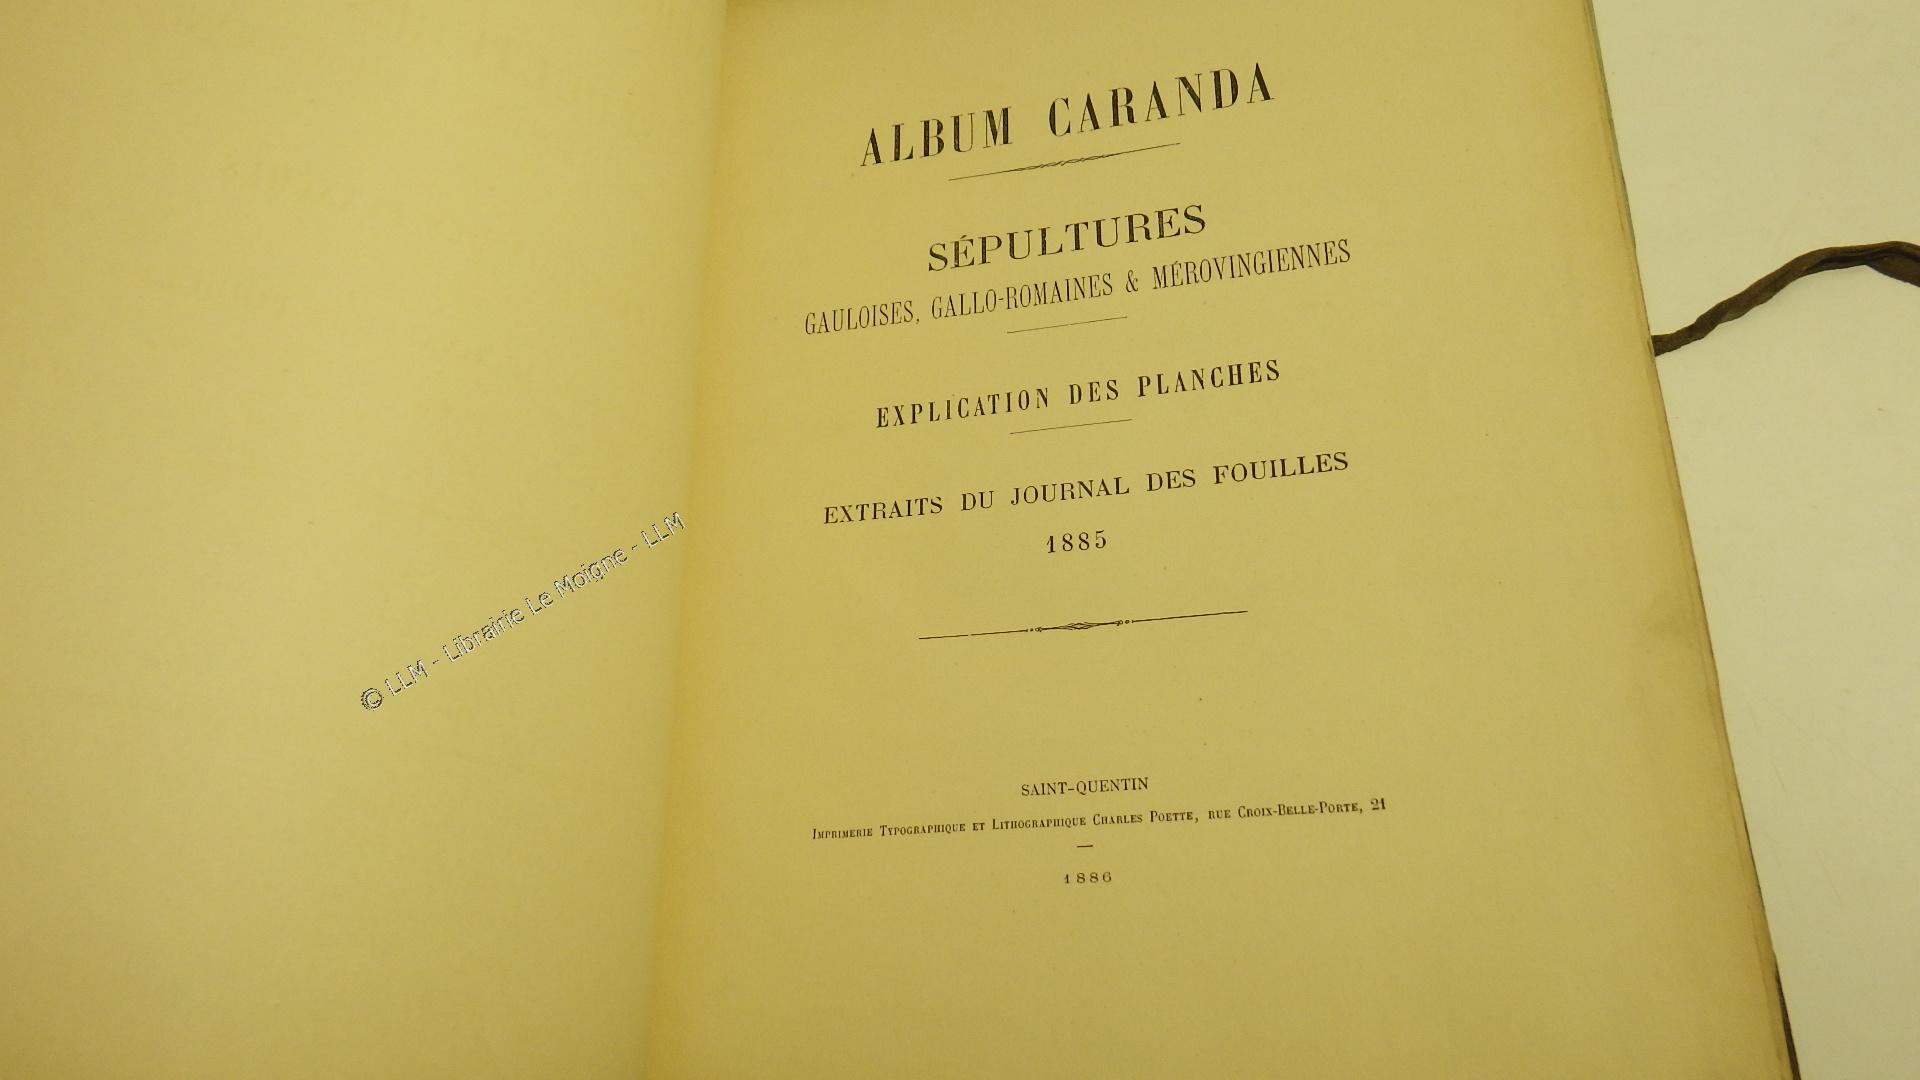 ALBUM CARANDA
SÉPULTURES
GAULOISES, GALLO-ROMAINES & MÉROVINGIENNES
EXPLICATION DES PLANCHES
EXTRAITS DU JOURNAL DES FOUILLES
1885
SAINT-QUENTIN
IMPRIMERIE TYPOGRAPHIQUE ET LITHOGRAPHIQUE CHARLES POETTE, RUE CROIX-BELLE-PORTE, 21
1886
© LLM - Librairie Le Moigne - LLM